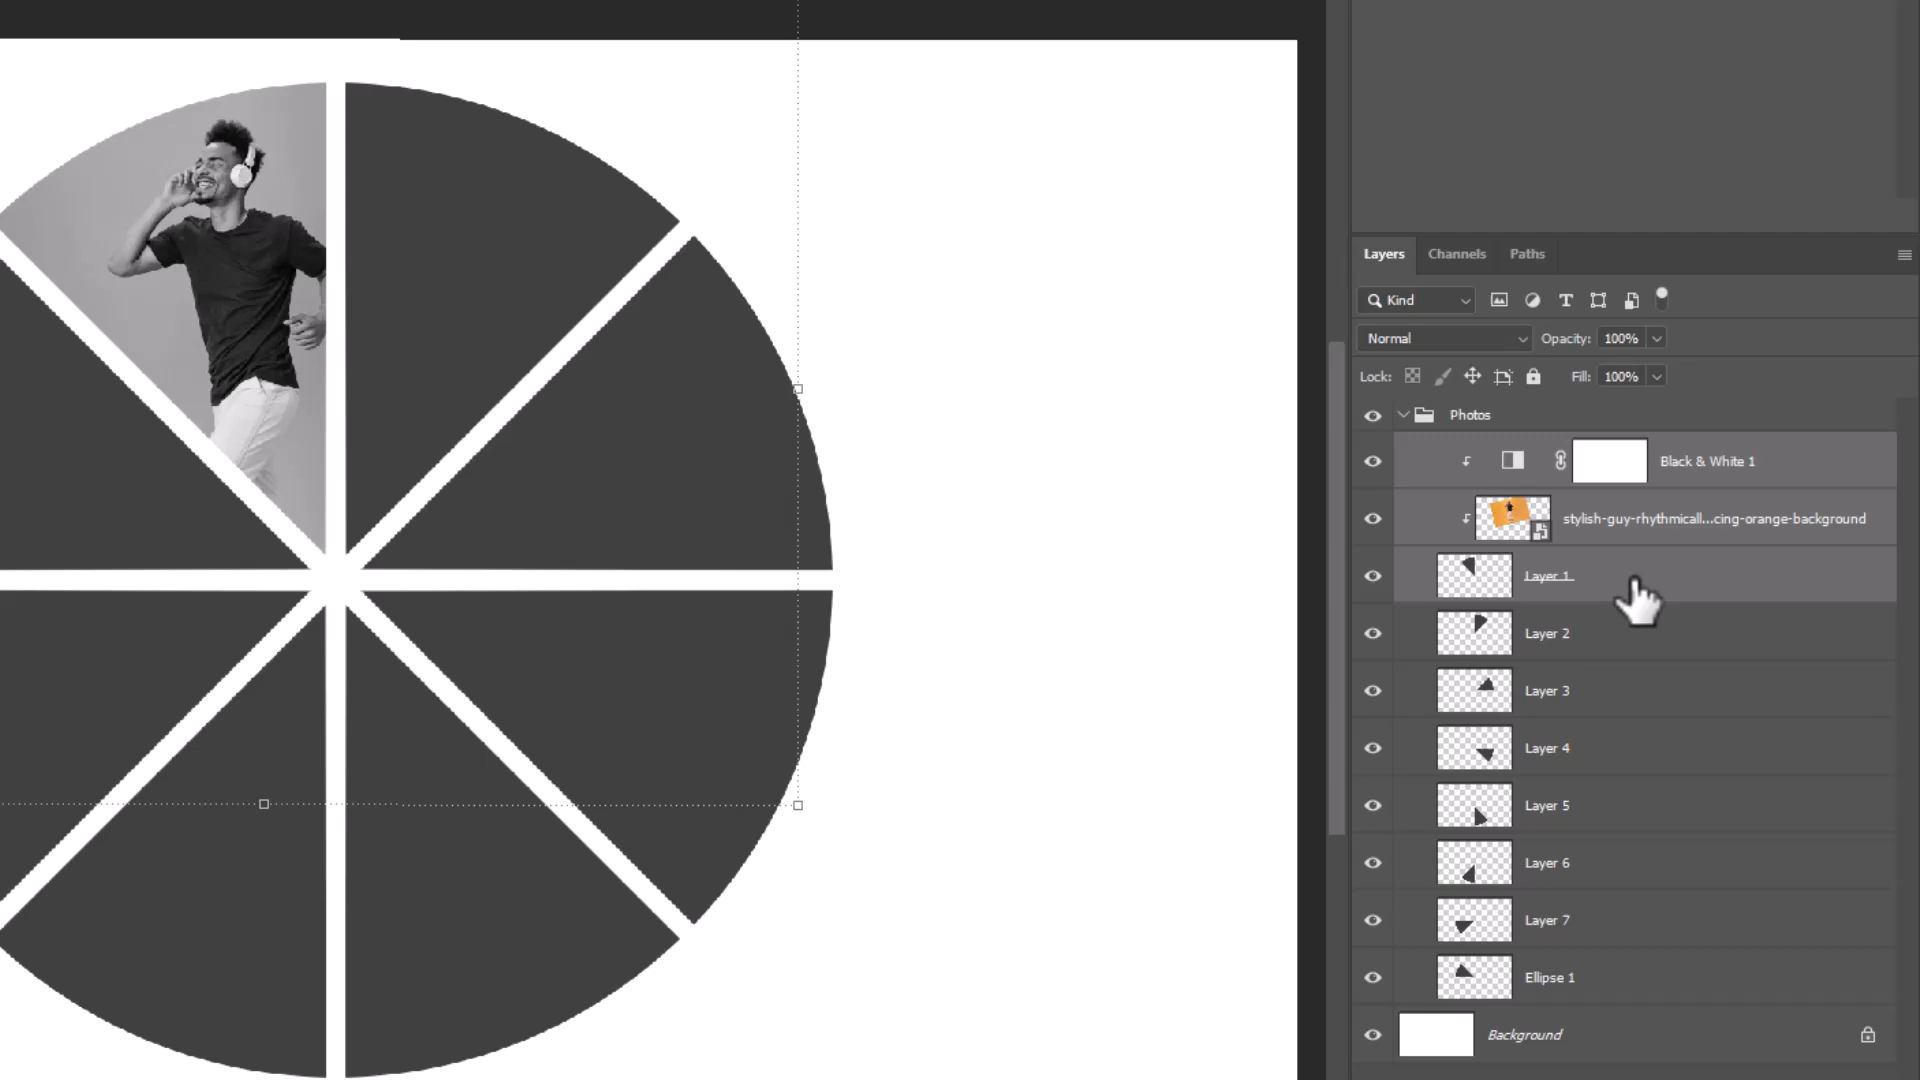 Layers Channels Paths
Kind T
Normal Opacity: 100%
Lock: Fill: 100%
Photos
Black & White 1
stylish-guy-rhythmicall...cing-orange-background
Layer 1
Layer 2
Layer 3
Layer 4
Layer 5
Layer 6
Layer 7
Ellipse 1
Background